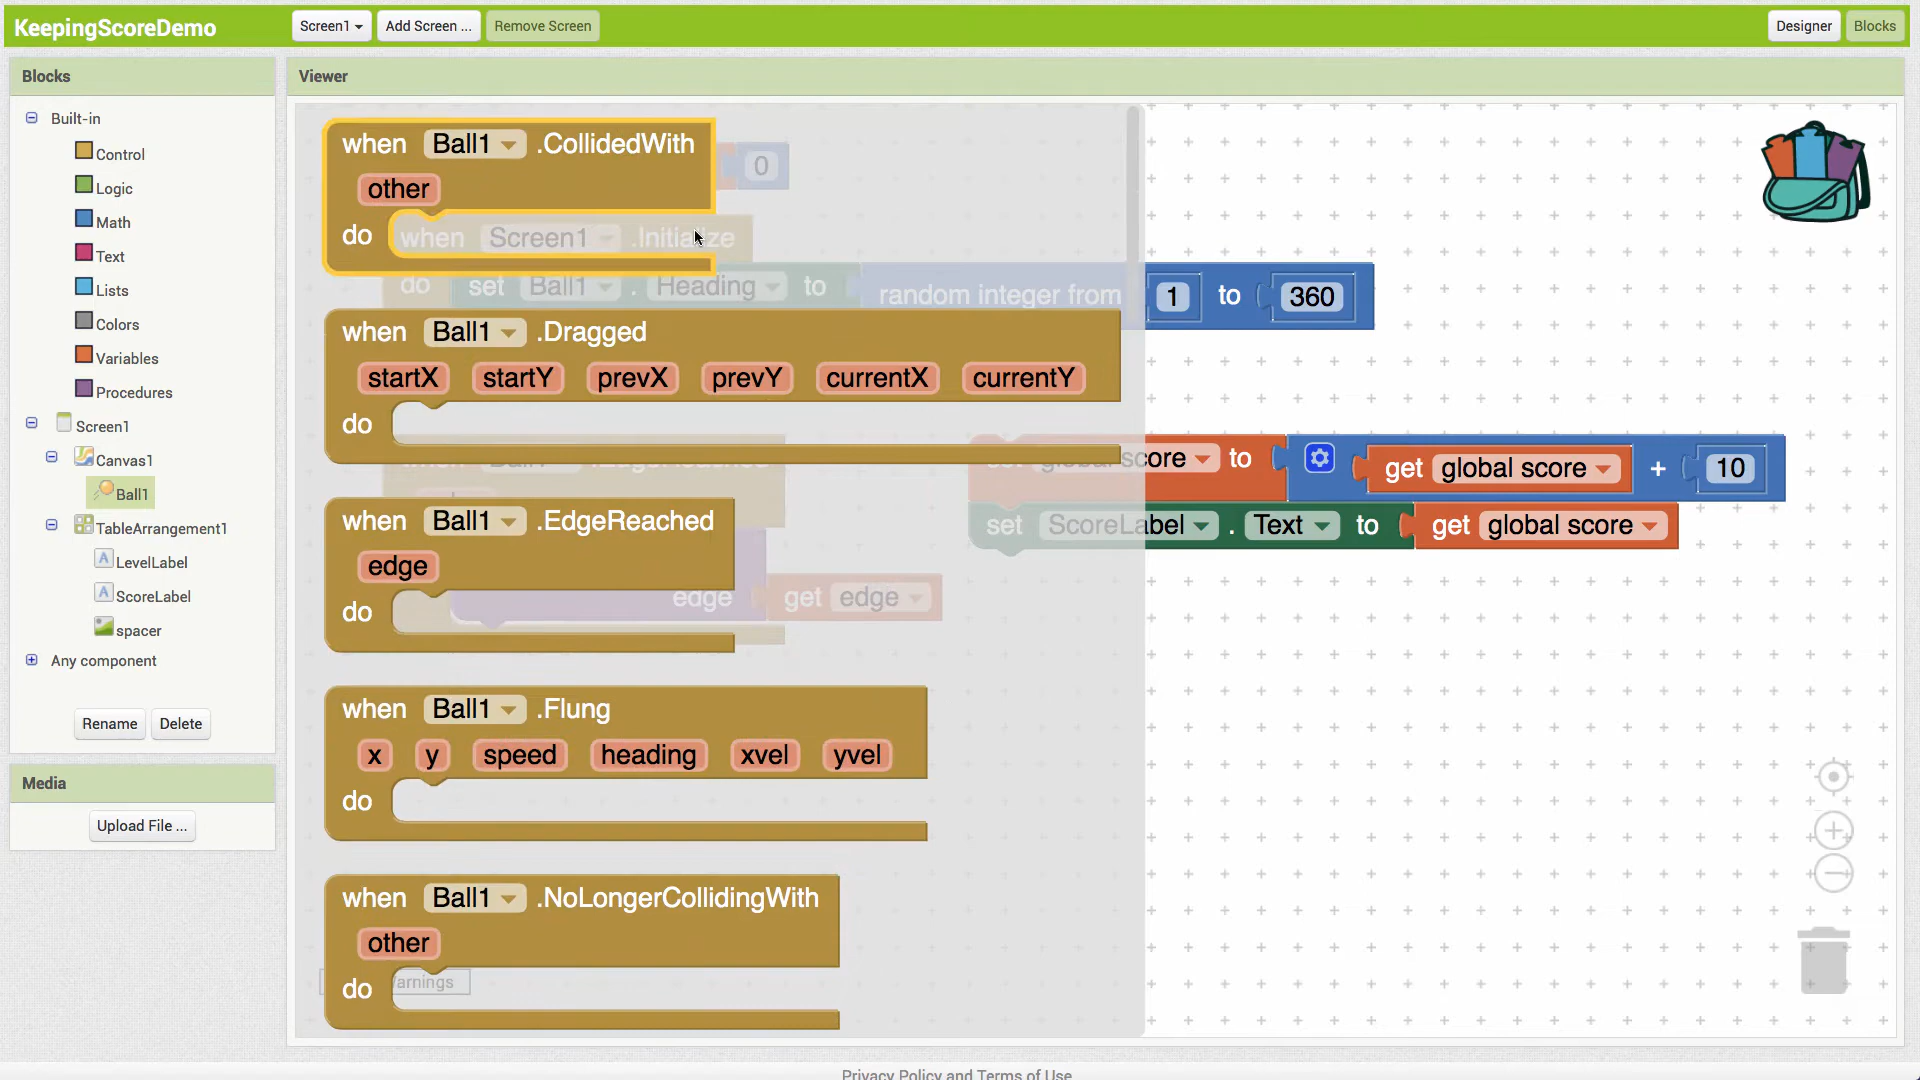 KeepingScoreDemo
Screen1
Add Screen ...
Remove Screen
Designer
Blocks
Blocks
Viewer
Built-in
Control
Logic
Math
Text
Lists
Colors
Variables
Procedures
Screen1
Canvas1
Ball1
TableArrangement1
LevelLabel
ScoreLabel
spacer
Any component
Rename
Delete
Media
Upload File ...
when Ball1 .CollidedWith
other
do
0
when Screen1 .Initialize
do set Ball1 . Heading to random integer from 1 to 360
when Ball1 .Dragged
startX startY prevX prevY currentX currentY
do
set global score to get global score + 10
set ScoreLabel . Text to get global score
when Ball1 .EdgeReached
edge
do
edge get edge
when Ball1 .Flung
x y speed heading xvel yvel
do
when Ball1 .NoLongerCollidingWith
other
do
Privacy Policy and Terms of Use